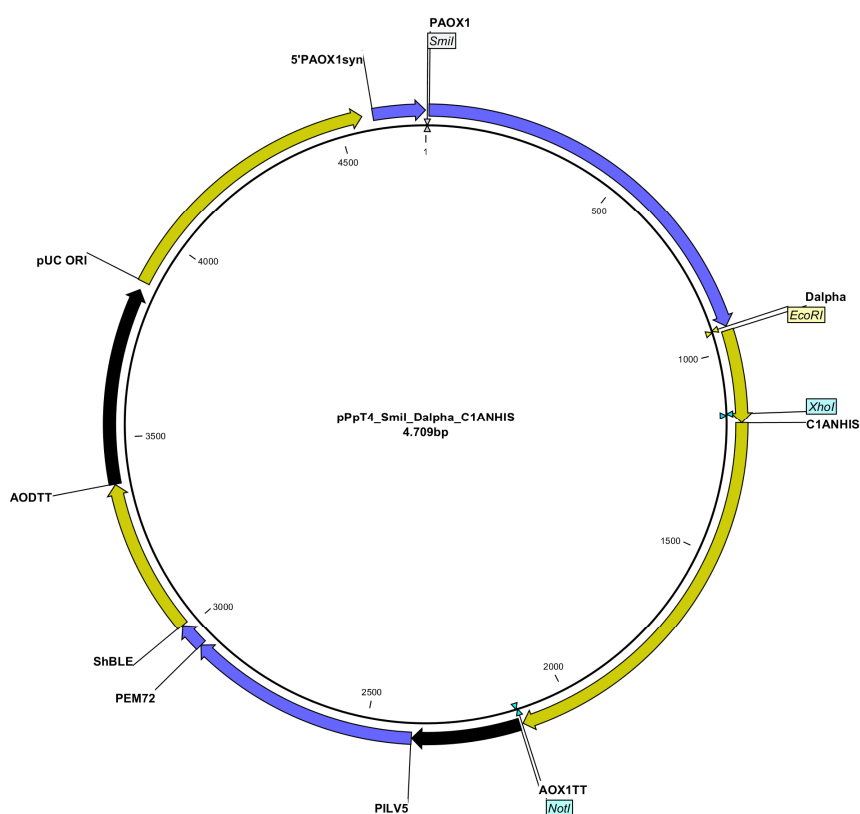 PAOX1
SmiI
5'PAOX1syn
4500
1
500
pUC ORI
4000
Dalpha
EcoRI
1000
XhoI
C1ANHIS
pPpT4_SmiI_Dalpha_C1ANHIS
4.709bp
3500
AODTT
1500
3000
ShBLE
PEM72
2000
2500
AOX1TT
NotI
PILV5